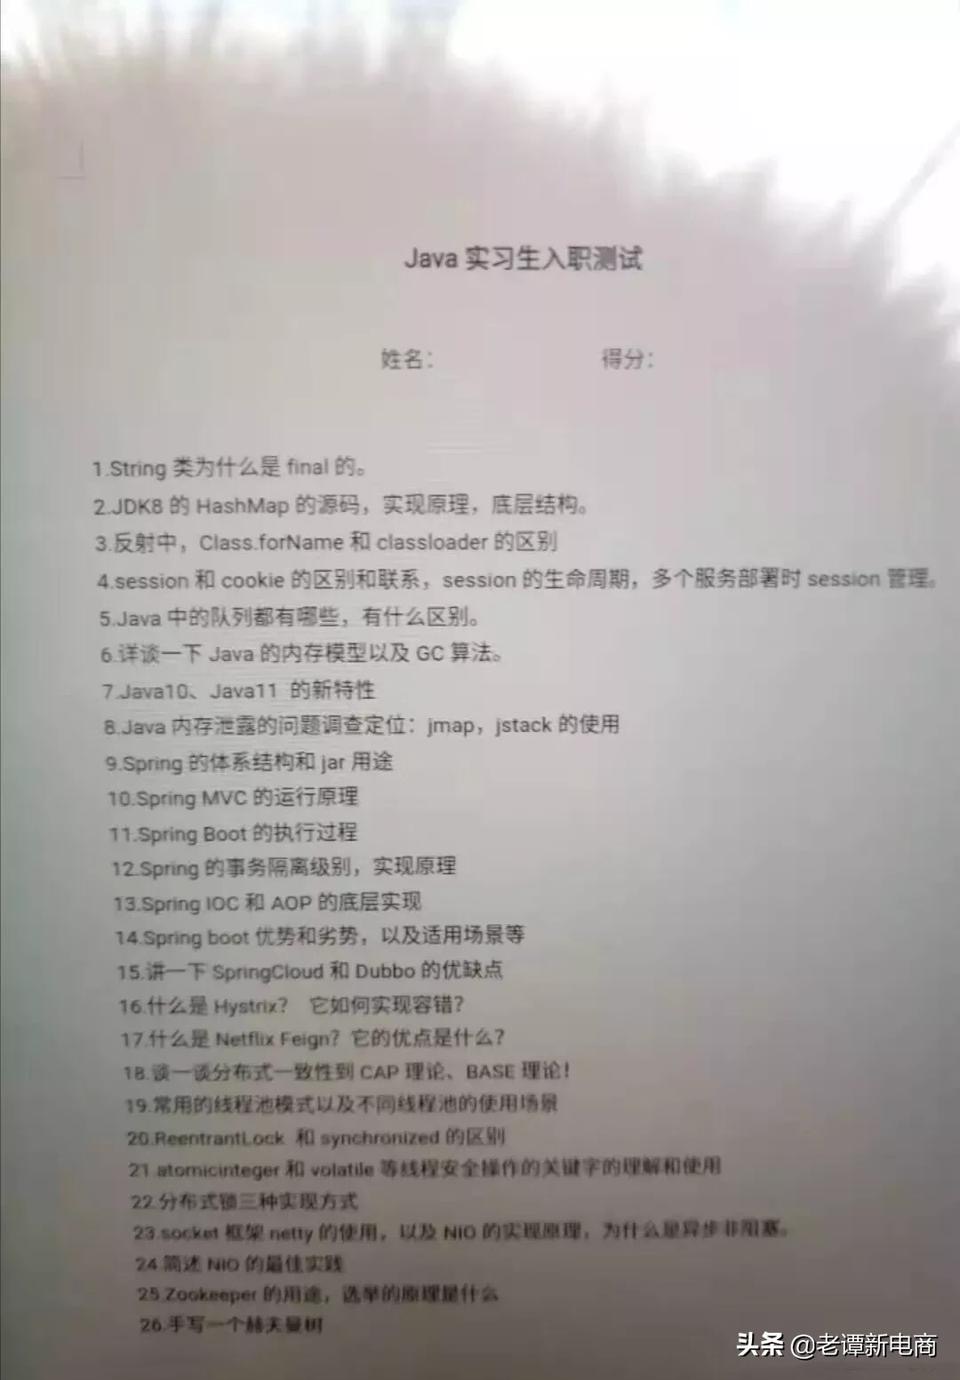 Java 实习生入职测试
姓名： 得分：
1.String 类为什么是 final 的。
2.JDK8 的 HashMap 的源码，实现原理，底层结构。
3.反射中，Class.forName 和 classloader 的区别
4.session 和 cookie 的区别和联系，session 的生命周期，多个服务部署时 session 管理。
5.Java 中的队列都有哪些，有什么区别。
6.详谈一下 Java 的内存模型以及 GC 算法。
7.Java10、Java11 的新特性
8.Java 内存泄露的问题调查定位：jmap，jstack 的使用
9.Spring 的体系结构和 jar 用途
10.Spring MVC 的运行原理
11.Spring Boot 的执行过程
12.Spring 的事务隔离级别，实现原理
13.Spring IOC 和 AOP 的底层实现
14.Spring boot 优势和劣势，以及适用场景等
15.讲一下 SpringCloud 和 Dubbo 的优缺点
16.什么是 Hystrix？ 它如何实现容错？
17.什么是 Netflix Feign？它的优点是什么？
18.谈一谈分布式一致性到 CAP 理论、BASE 理论！
19.常用的线程池模式以及不同线程池的使用场景
20.ReentrantLock 和 synchronized 的区别
21.atomicinteger 和 volatile 等线程安全操作的关键字的理解和使用
22.分布式锁三种实现方式
23.socket 框架 netty 的使用，以及 NIO 的实现原理，为什么是异步非阻塞。
24.简述 NIO 的最佳实践
25.Zookeeper 的用途，选举的原理是什么
26.手写一个赫夫曼树
头条 @老谭新电商